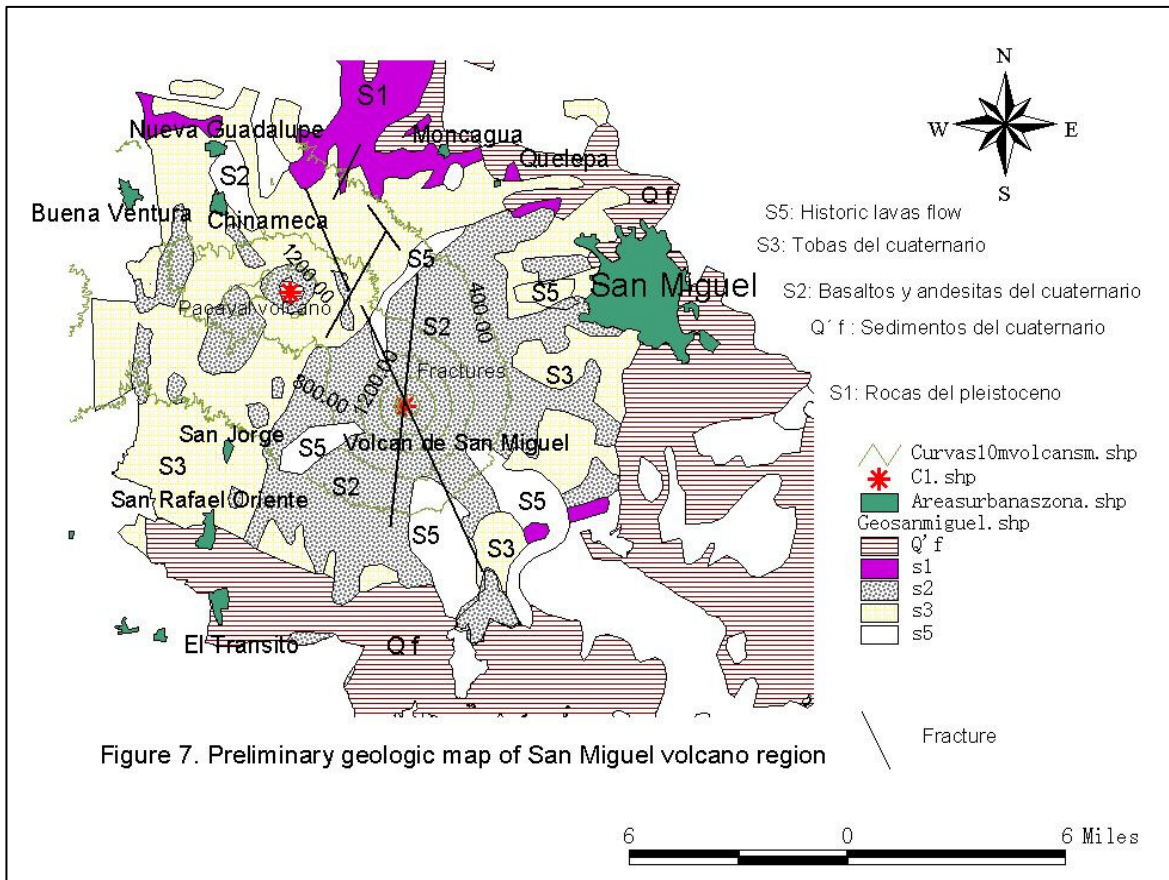 N
W E
S
S1
Nueva Guadalupe
Moncagua
Quelepa
S2
Q f
Buena Ventura
Chinameca
S5
1200.00
Pacayal volcano
400.00
S5
San Miguel
S2
Fractures
S3
800.00
1200.00
San Jorge
S5
Volcan de San Miguel
S3
S2
S5
San Rafael Oriente
S5
S3
El Transito
Q f
S5: Historic lavas flow
S3: Tobas del cuaternario
S2: Basaltos y andesitas del cuaternario
Q´ f : Sedimentos del cuaternario
S1: Rocas del pleistoceno
Curvas10mvolcansm.shp
C1.shp
Areasurbanaszona.shp
Geosanmiguel.shp
Q'f
s1
s2
s3
s5
Fracture
Figure 7. Preliminary geologic map of San Miguel volcano region
6 0 6 Miles